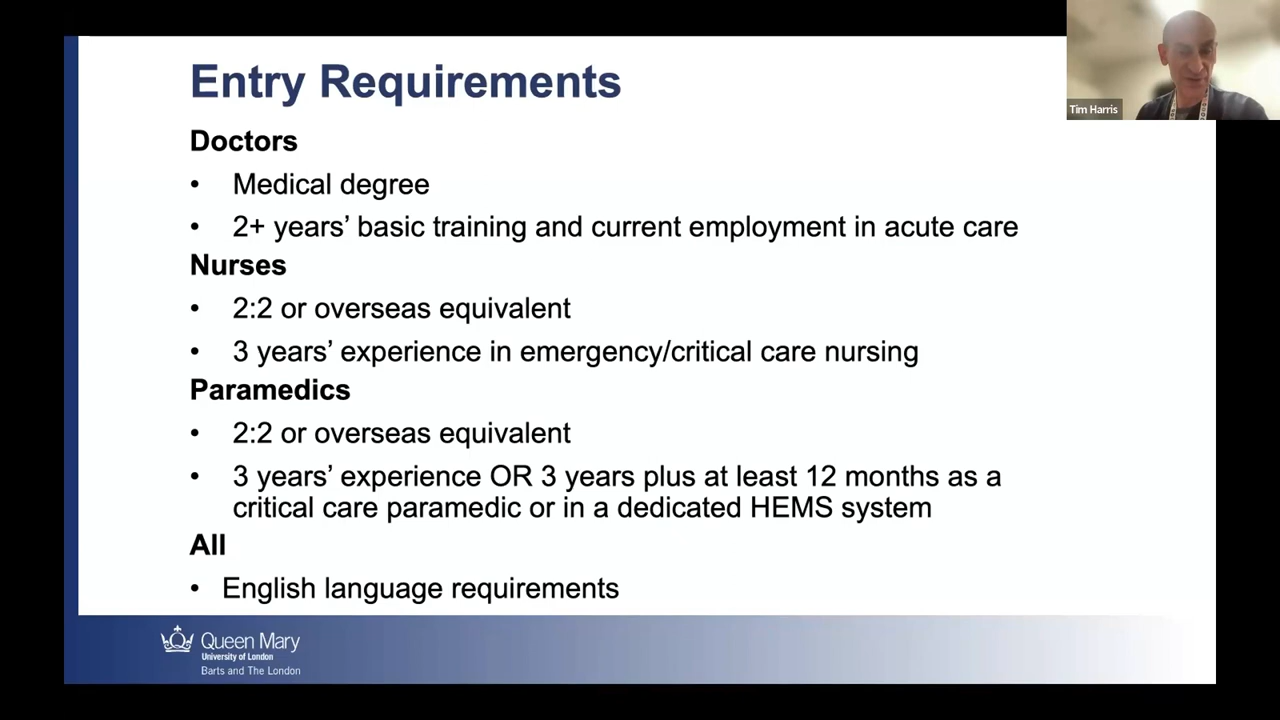 Entry Requirements
Tim Harris
Doctors
• Medical degree
• 2+ years’ basic training and current employment in acute care
Nurses
• 2:2 or overseas equivalent
• 3 years’ experience in emergency/critical care nursing
Paramedics
• 2:2 or overseas equivalent
• 3 years’ experience OR 3 years plus at least 12 months as a
critical care paramedic or in a dedicated HEMS system
All
• English language requirements
Queen Mary
University of London
Barts and The London